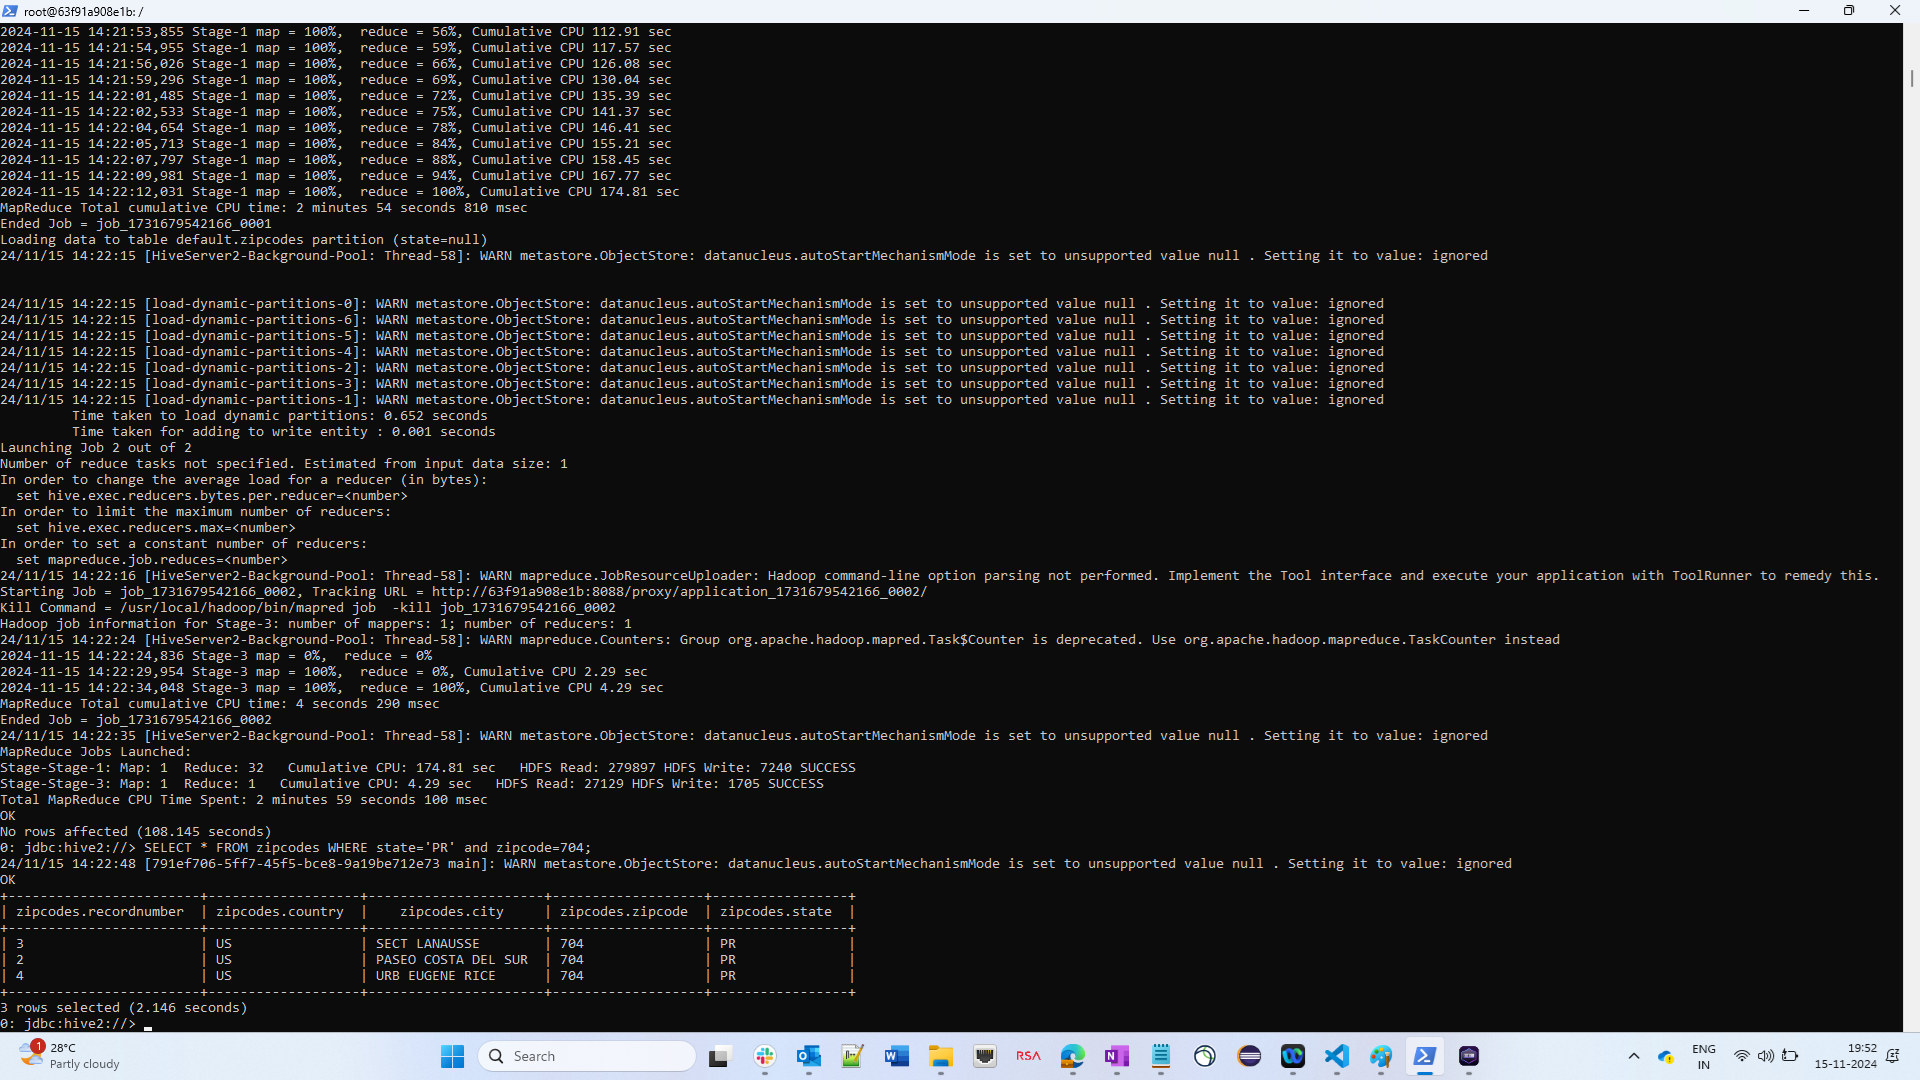 root@63f91a908e1b: /
2024-11-15 14:21:53,855 Stage-1 map = 100%,  reduce = 56%, Cumulative CPU 112.91 sec
2024-11-15 14:21:54,955 Stage-1 map = 100%,  reduce = 59%, Cumulative CPU 117.57 sec
2024-11-15 14:21:56,026 Stage-1 map = 100%,  reduce = 66%, Cumulative CPU 126.08 sec
2024-11-15 14:21:59,296 Stage-1 map = 100%,  reduce = 69%, Cumulative CPU 130.04 sec
2024-11-15 14:22:01,485 Stage-1 map = 100%,  reduce = 72%, Cumulative CPU 135.39 sec
2024-11-15 14:22:02,533 Stage-1 map = 100%,  reduce = 75%, Cumulative CPU 141.37 sec
2024-11-15 14:22:04,654 Stage-1 map = 100%,  reduce = 78%, Cumulative CPU 146.41 sec
2024-11-15 14:22:05,713 Stage-1 map = 100%,  reduce = 84%, Cumulative CPU 155.21 sec
2024-11-15 14:22:07,797 Stage-1 map = 100%,  reduce = 88%, Cumulative CPU 158.45 sec
2024-11-15 14:22:09,981 Stage-1 map = 100%,  reduce = 94%, Cumulative CPU 167.77 sec
2024-11-15 14:22:12,031 Stage-1 map = 100%,  reduce = 100%, Cumulative CPU 174.81 sec
MapReduce Total cumulative CPU time: 2 minutes 54 seconds 810 msec
Ended Job = job_1731679542166_0001
Loading data to table default.zipcodes partition (state=null)
24/11/15 14:22:15 [HiveServer2-Background-Pool: Thread-58]: WARN metastore.ObjectStore: datanucleus.autoStartMechanismMode is set to unsupported value null . Setting it to value: ignored
24/11/15 14:22:15 [load-dynamic-partitions-0]: WARN metastore.ObjectStore: datanucleus.autoStartMechanismMode is set to unsupported value null . Setting it to value: ignored
24/11/15 14:22:15 [load-dynamic-partitions-6]: WARN metastore.ObjectStore: datanucleus.autoStartMechanismMode is set to unsupported value null . Setting it to value: ignored
24/11/15 14:22:15 [load-dynamic-partitions-5]: WARN metastore.ObjectStore: datanucleus.autoStartMechanismMode is set to unsupported value null . Setting it to value: ignored
24/11/15 14:22:15 [load-dynamic-partitions-4]: WARN metastore.ObjectStore: datanucleus.autoStartMechanismMode is set to unsupported value null . Setting it to value: ignored
24/11/15 14:22:15 [load-dynamic-partitions-2]: WARN metastore.ObjectStore: datanucleus.autoStartMechanismMode is set to unsupported value null . Setting it to value: ignored
24/11/15 14:22:15 [load-dynamic-partitions-3]: WARN metastore.ObjectStore: datanucleus.autoStartMechanismMode is set to unsupported value null . Setting it to value: ignored
24/11/15 14:22:15 [load-dynamic-partitions-1]: WARN metastore.ObjectStore: datanucleus.autoStartMechanismMode is set to unsupported value null . Setting it to value: ignored
Time taken to load dynamic partitions: 0.652 seconds
Time taken for adding to write entity : 0.001 seconds
Launching Job 2 out of 2
Number of reduce tasks not specified. Estimated from input data size: 1
In order to change the average load for a reducer (in bytes):
set hive.exec.reducers.bytes.per.reducer=<number>
In order to limit the maximum number of reducers:
set hive.exec.reducers.max=<number>
In order to set a constant number of reducers:
set mapreduce.job.reduces=<number>
24/11/15 14:22:16 [HiveServer2-Background-Pool: Thread-58]: WARN mapreduce.JobResourceUploader: Hadoop command-line option parsing not performed. Implement the Tool interface and execute your application with ToolRunner to remedy this.
Starting Job = job_1731679542166_0002, Tracking URL = http://63f91a908e1b:8088/proxy/application_1731679542166_0002/
Kill Command = /usr/local/hadoop/bin/mapred job  -kill job_1731679542166_0002
Hadoop job information for Stage-3: number of mappers: 1; number of reducers: 1
24/11/15 14:22:24 [HiveServer2-Background-Pool: Thread-58]: WARN mapreduce.Counters: Group org.apache.hadoop.mapred.Task$Counter is deprecated. Use org.apache.hadoop.mapreduce.TaskCounter instead
2024-11-15 14:22:24,836 Stage-3 map = 0%,  reduce = 0%
2024-11-15 14:22:29,954 Stage-3 map = 100%,  reduce = 0%, Cumulative CPU 2.29 sec
2024-11-15 14:22:34,048 Stage-3 map = 100%,  reduce = 100%, Cumulative CPU 4.29 sec
MapReduce Total cumulative CPU time: 4 seconds 290 msec
Ended Job = job_1731679542166_0002
24/11/15 14:22:35 [HiveServer2-Background-Pool: Thread-58]: WARN metastore.ObjectStore: datanucleus.autoStartMechanismMode is set to unsupported value null . Setting it to value: ignored
MapReduce Jobs Launched:
Stage-Stage-1: Map: 1  Reduce: 32   Cumulative CPU: 174.81 sec   HDFS Read: 279897 HDFS Write: 7240 SUCCESS
Stage-Stage-3: Map: 1  Reduce: 1   Cumulative CPU: 4.29 sec   HDFS Read: 27129 HDFS Write: 1705 SUCCESS
Total MapReduce CPU Time Spent: 2 minutes 59 seconds 100 msec
OK
No rows affected (108.145 seconds)
0: jdbc:hive2://> SELECT * FROM zipcodes WHERE state='PR' and zipcode=704;
24/11/15 14:22:48 [791ef706-5ff7-45f5-bce8-9a19be712e73 main]: WARN metastore.ObjectStore: datanucleus.autoStartMechanismMode is set to unsupported value null . Setting it to value: ignored
OK
+------------------------+-------------------+----------------------+-------------------+-----------------+
| zipcodes.recordnumber  | zipcodes.country  |    zipcodes.city     | zipcodes.zipcode  | zipcodes.state  |
+------------------------+-------------------+----------------------+-------------------+-----------------+
| 3                      | US                | SECT LANAUSSE        | 704               | PR              |
| 2                      | US                | PASEO COSTA DEL SUR  | 704               | PR              |
| 4                      | US                | URB EUGENE RICE      | 704               | PR              |
+------------------------+-------------------+----------------------+-------------------+-----------------+
3 rows selected (2.146 seconds)
0: jdbc:hive2://>
1
28°C
Partly cloudy
Search
RSA
ENG
IN
19:52
15-11-2024